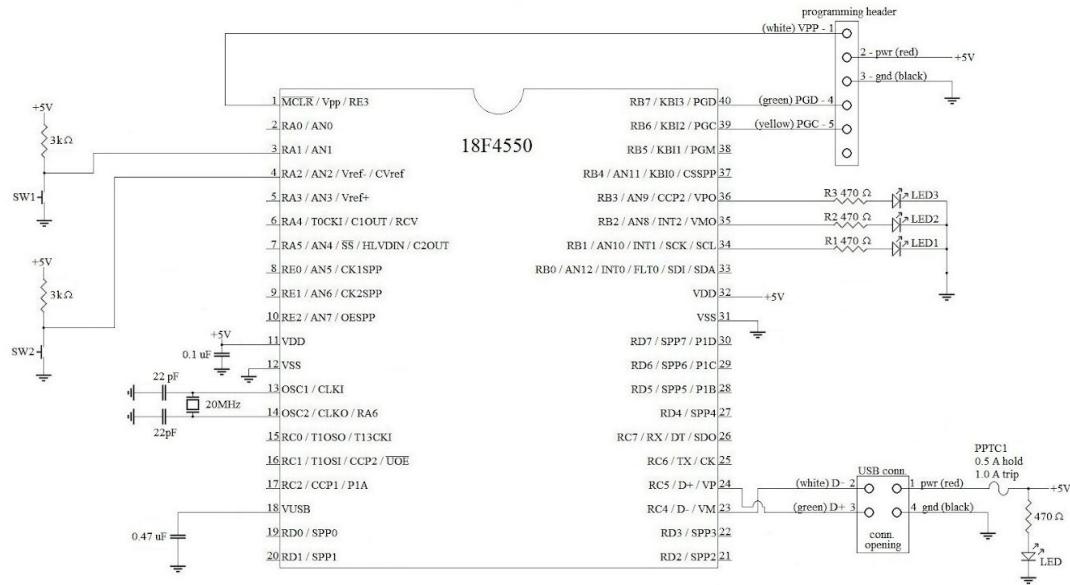 programming header
(white) VPP - 1
2 - pwr (red)
+5V
3 - gnd (black)
(green) PGD - 4
(yellow) PGC - 5
18F4550
1 MCLR / Vpp / RE3
2 RA0 / AN0
3 RA1 / AN1
4 RA2 / AN2 / Vref- / CVref
5 RA3 / AN3 / Vref+
6 RA4 / T0CKI / C1OUT / RCV
7 RA5 / AN4 / SS / HLVDIN / C2OUT
8 RE0 / AN5 / CK1SPP
9 RE1 / AN6 / CK2SPP
10 RE2 / AN7 / OESPP
11 VDD
12 VSS
13 OSC1 / CLKI
14 OSC2 / CLKO / RA6
15 RC0 / T1OSO / T13CKI
16 RC1 / T1OSI / CCP2 / UOE
17 RC2 / CCP1 / P1A
18 VUSB
19 RD0 / SPP0
20 RD1 / SPP1
RB7 / KBI3 / PGD 40
RB6 / KBI2 / PGC 39
RB5 / KBI1 / PGM 38
RB4 / AN11 / KBI0 / CSSPP 37
RB3 / AN9 / CCP2 / VPO 36
RB2 / AN8 / INT2 / VMO 35
RB1 / AN10 / INT1 / SCK / SCL 34
RB0 / AN12 / INT0 / FLT0 / SDI / SDA 33
VDD 32
+5V
VSS 31
RD7 / SPP7 / P1D 30
RD6 / SPP6 / P1C 29
RD5 / SPP5 / P1B 28
RD4 / SPP4 27
RC7 / RX / DT / SDO 26
RC6 / TX / CK 25
RC5 / D+ / VP 24
RC4 / D- / VM 23
RD3 / SPP3 22
RD2 / SPP2 21
+5V
3kΩ
SW1
+5V
3kΩ
SW2
+5V
0.1 uF
22 pF
20MHz
22pF
0.47 uF
R3 470 Ω
LED3
R2 470 Ω
LED2
R1 470 Ω
LED1
USB conn.
(white) D- 2
1 pwr (red)
(green) D+ 3
4 gnd (black)
conn.
opening
PPTC1
0.5 A hold
1.0 A trip
+5V
470 Ω
LED